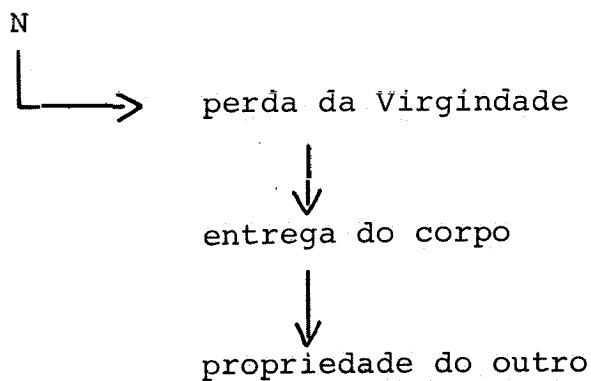 N
perda da Virgindade
entrega do corpo
propriedade do outro